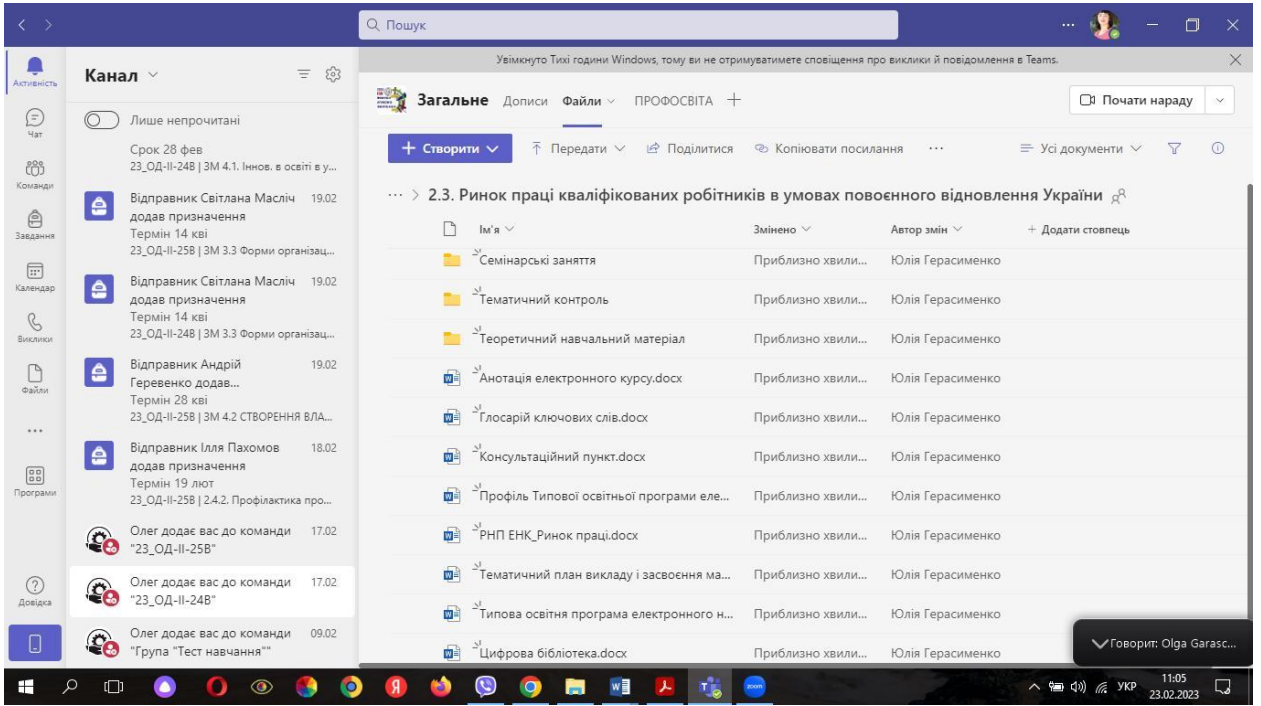 Пошук
Увімкнуто Тихі години Windows, тому ви не отримуватимете сповіщення про виклики й повідомлення в Teams.
Активність
Чат
Команди
Завдання
Календар
Виклики
Файли
Програми
Довідка
Канал
Лише непрочитані
Срок 28 фев
23_ОД-ІІ-24В | ЗМ 4.1. Іннов. в освіті в у...
Відправник Світлана Масліч 19.02
додав призначення
Термін 14 кві
23_ОД-ІІ-25В | ЗМ 3.3 Форми організац...
Відправник Світлана Масліч 19.02
додав призначення
Термін 14 кві
23_ОД-ІІ-24В | ЗМ 3.3 Форми організац...
Відправник Андрій 19.02
Геревенко додав...
Термін 28 кві
23_ОД-ІІ-25В | ЗМ 4.2 СТВОРЕННЯ ВЛА...
Відправник Ілля Пахомов 18.02
додав призначення
Термін 19 лют
23_ОД-ІІ-25В | 2.4.2. Профілактика про...
Олег додає вас до команди 17.02
"23_ОД-ІІ-25В"
Олег додає вас до команди 17.02
"23_ОД-ІІ-24В"
Олег додає вас до команди 09.02
"Група "Тест навчання""
Загальне Дописи Файли ПРОФОСВІТА +
Почати нараду
+ Створити Передати Поділитися Копіювати посилання ... Усі документи
... > 2.3. Ринок праці кваліфікованих робітників в умовах повоєнного відновлення України
Ім'я Змінено Автор змін + Додати стовпець
Семінарські заняття Приблизно хвили... Юлія Герасименко
Тематичний контроль Приблизно хвили... Юлія Герасименко
Теоретичний навчальний матеріал Приблизно хвили... Юлія Герасименко
Анотація електронного курсу.docx Приблизно хвили... Юлія Герасименко
Глосарій ключових слів.docx Приблизно хвили... Юлія Герасименко
Консультаційний пункт.docx Приблизно хвили... Юлія Герасименко
Профіль Типової освітньої програми еле... Приблизно хвили... Юлія Герасименко
РНП ЕНК_Ринок праці.docx Приблизно хвили... Юлія Герасименко
Тематичний план викладу і засвоєння ма... Приблизно хвили... Юлія Герасименко
Типова освітня програма електронного н... Приблизно хвили... Юлія Герасименко
Цифрова бібліотека.docx Приблизно хвили... Юлія Герасименко
Говорит: Olga Garasc...
zoom
УКР
11:05
23.02.2023